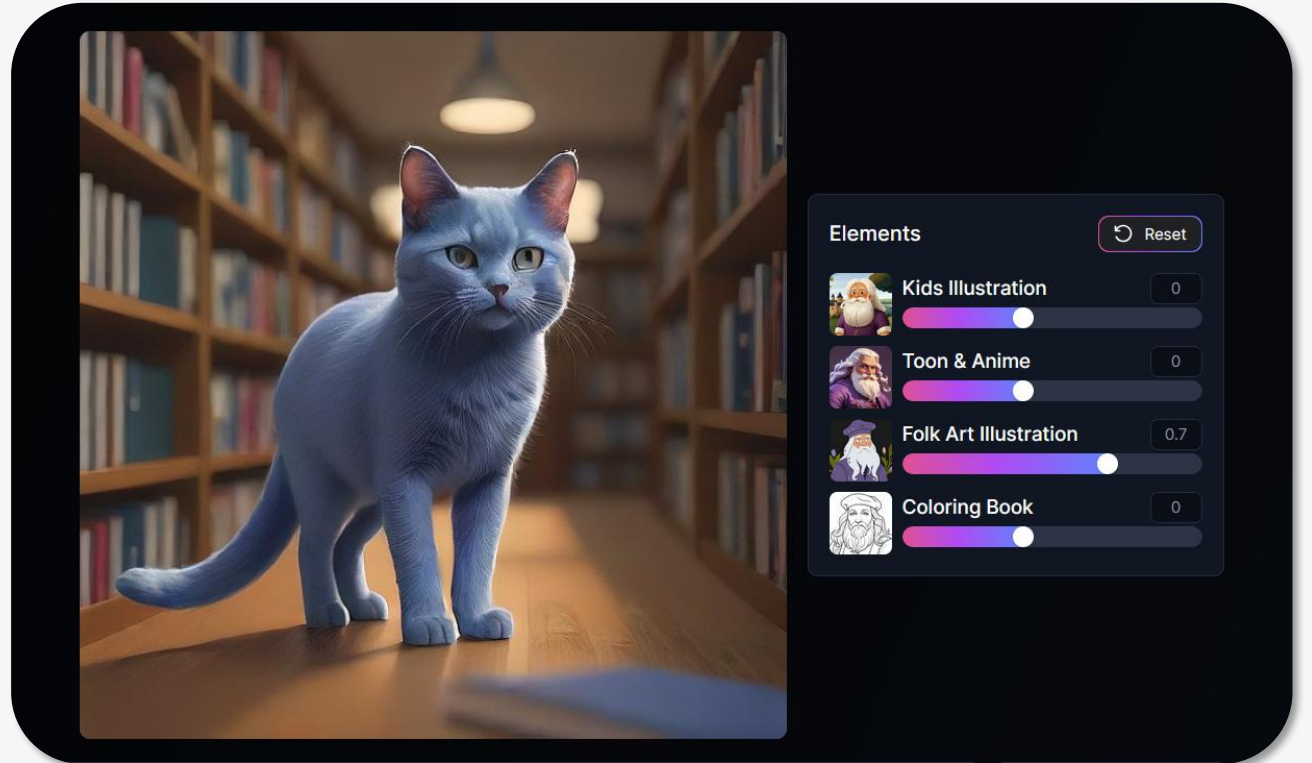 Elements
Reset
Kids Illustration
0
Toon & Anime
0
Folk Art Illustration
0.7
Coloring Book
0